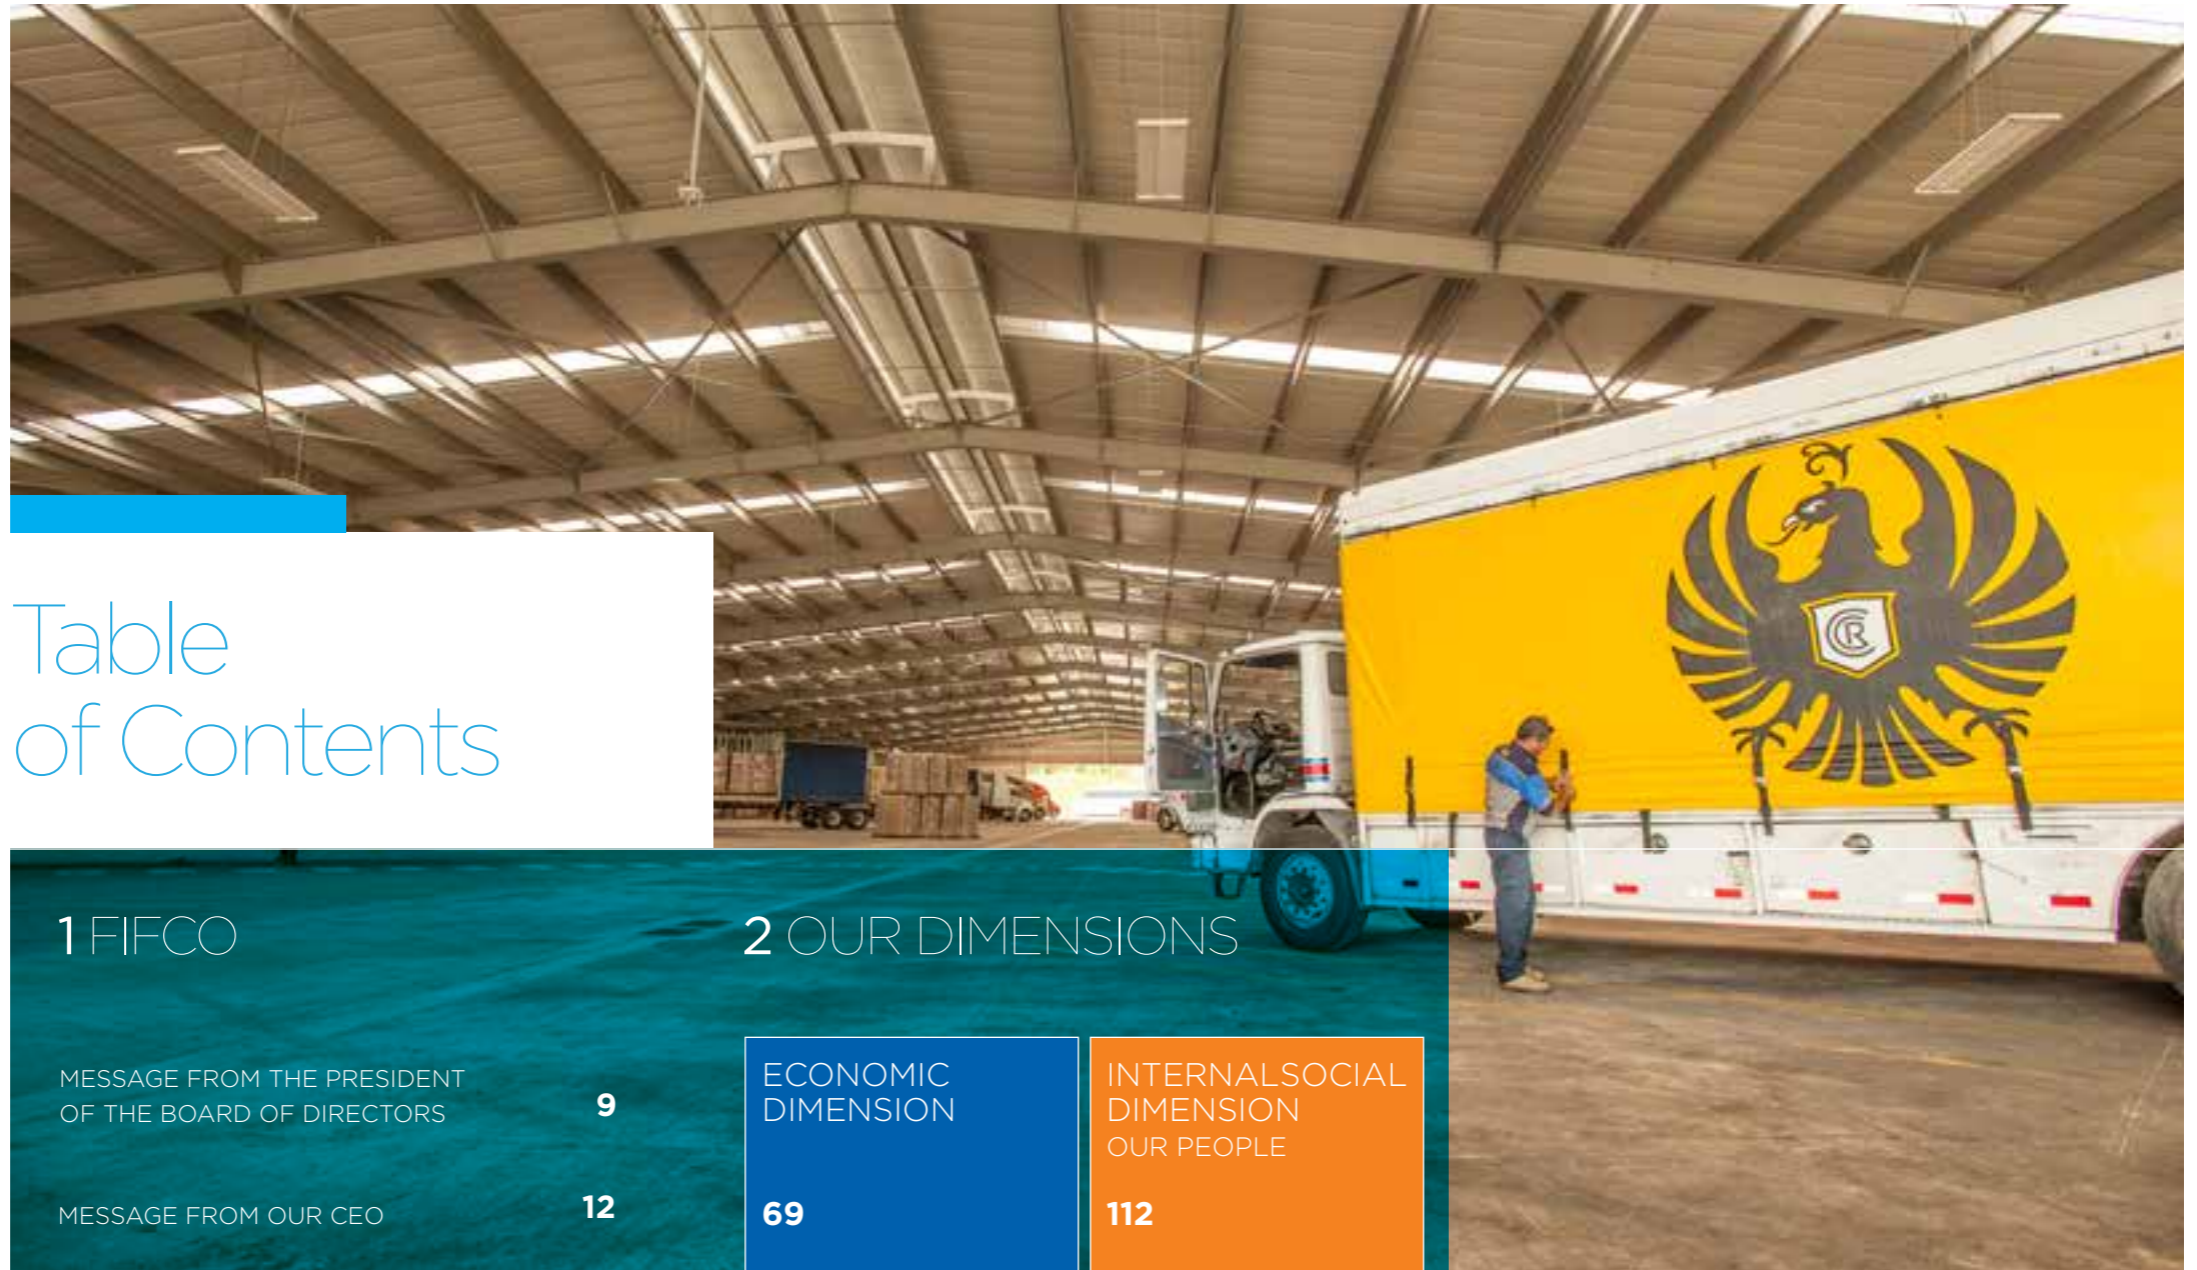 Table
of Contents
CCR
1 FIFCO
MESSAGE FROM THE PRESIDENT
OF THE BOARD OF DIRECTORS
9
MESSAGE FROM OUR CEO
12
2 OUR DIMENSIONS
ECONOMIC
DIMENSION
69
INTERNALSOCIAL
DIMENSION
OUR PEOPLE
112